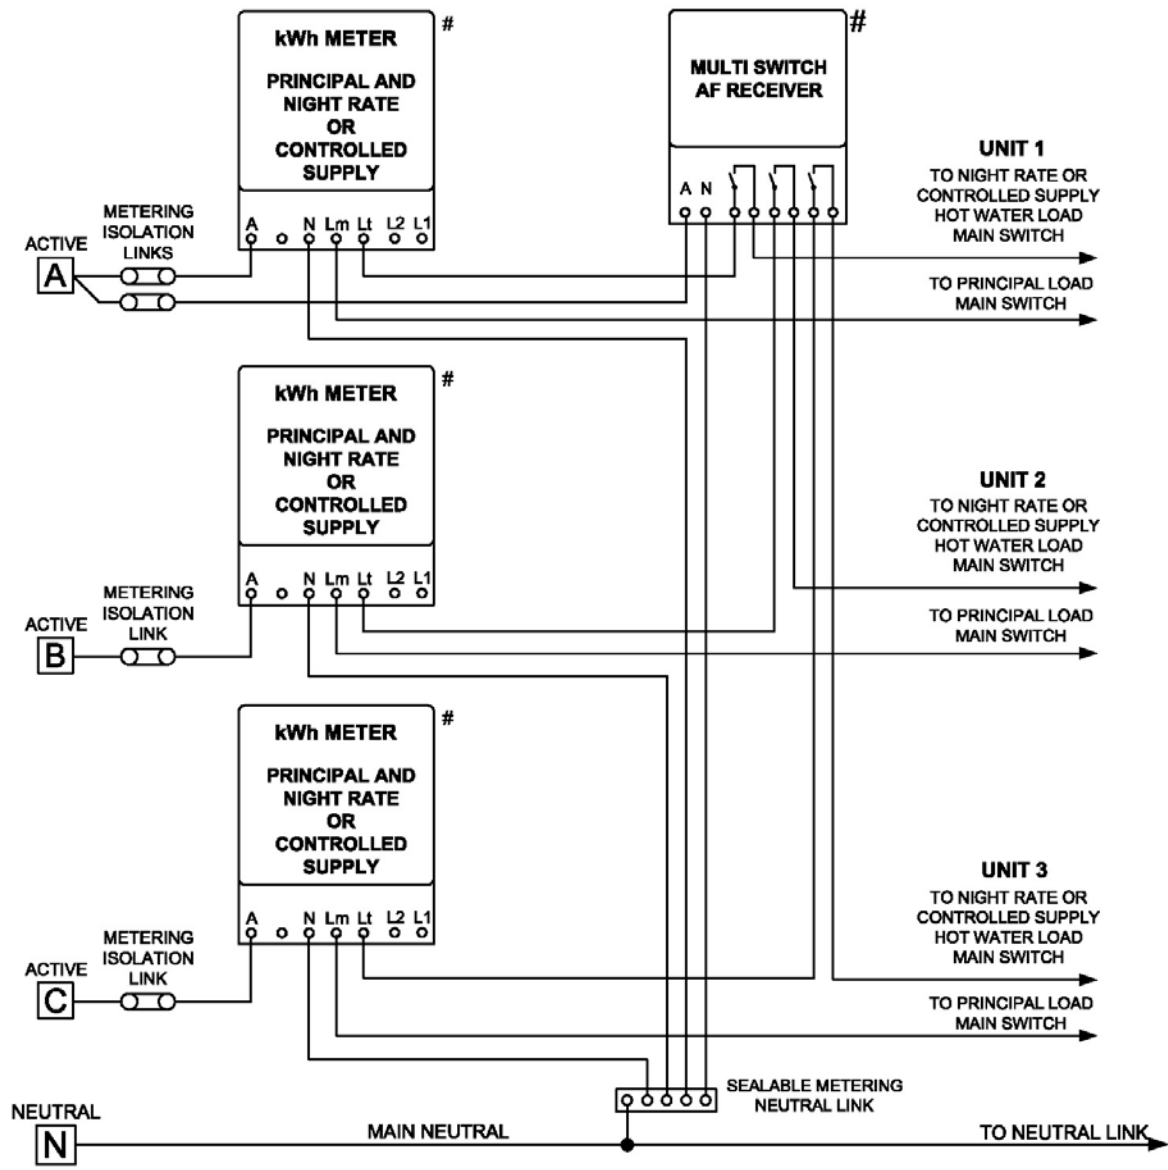 kWh METER
#
PRINCIPAL AND
NIGHT RATE
OR
CONTROLLED
SUPPLY
A N Lm Lt L2 L1
MULTI SWITCH
AF RECEIVER
#
A N
METERING
ISOLATION
LINKS
ACTIVE
A
UNIT 1
TO NIGHT RATE OR
CONTROLLED SUPPLY
HOT WATER LOAD
MAIN SWITCH
TO PRINCIPAL LOAD
MAIN SWITCH
kWh METER
#
PRINCIPAL AND
NIGHT RATE
OR
CONTROLLED
SUPPLY
A N Lm Lt L2 L1
METERING
ISOLATION
LINK
ACTIVE
B
UNIT 2
TO NIGHT RATE OR
CONTROLLED SUPPLY
HOT WATER LOAD
MAIN SWITCH
TO PRINCIPAL LOAD
MAIN SWITCH
kWh METER
#
PRINCIPAL AND
NIGHT RATE
OR
CONTROLLED
SUPPLY
A N Lm Lt L2 L1
METERING
ISOLATION
LINK
ACTIVE
C
UNIT 3
TO NIGHT RATE OR
CONTROLLED SUPPLY
HOT WATER LOAD
MAIN SWITCH
TO PRINCIPAL LOAD
MAIN SWITCH
SEALABLE METERING
NEUTRAL LINK
NEUTRAL
N
MAIN NEUTRAL
TO NEUTRAL LINK